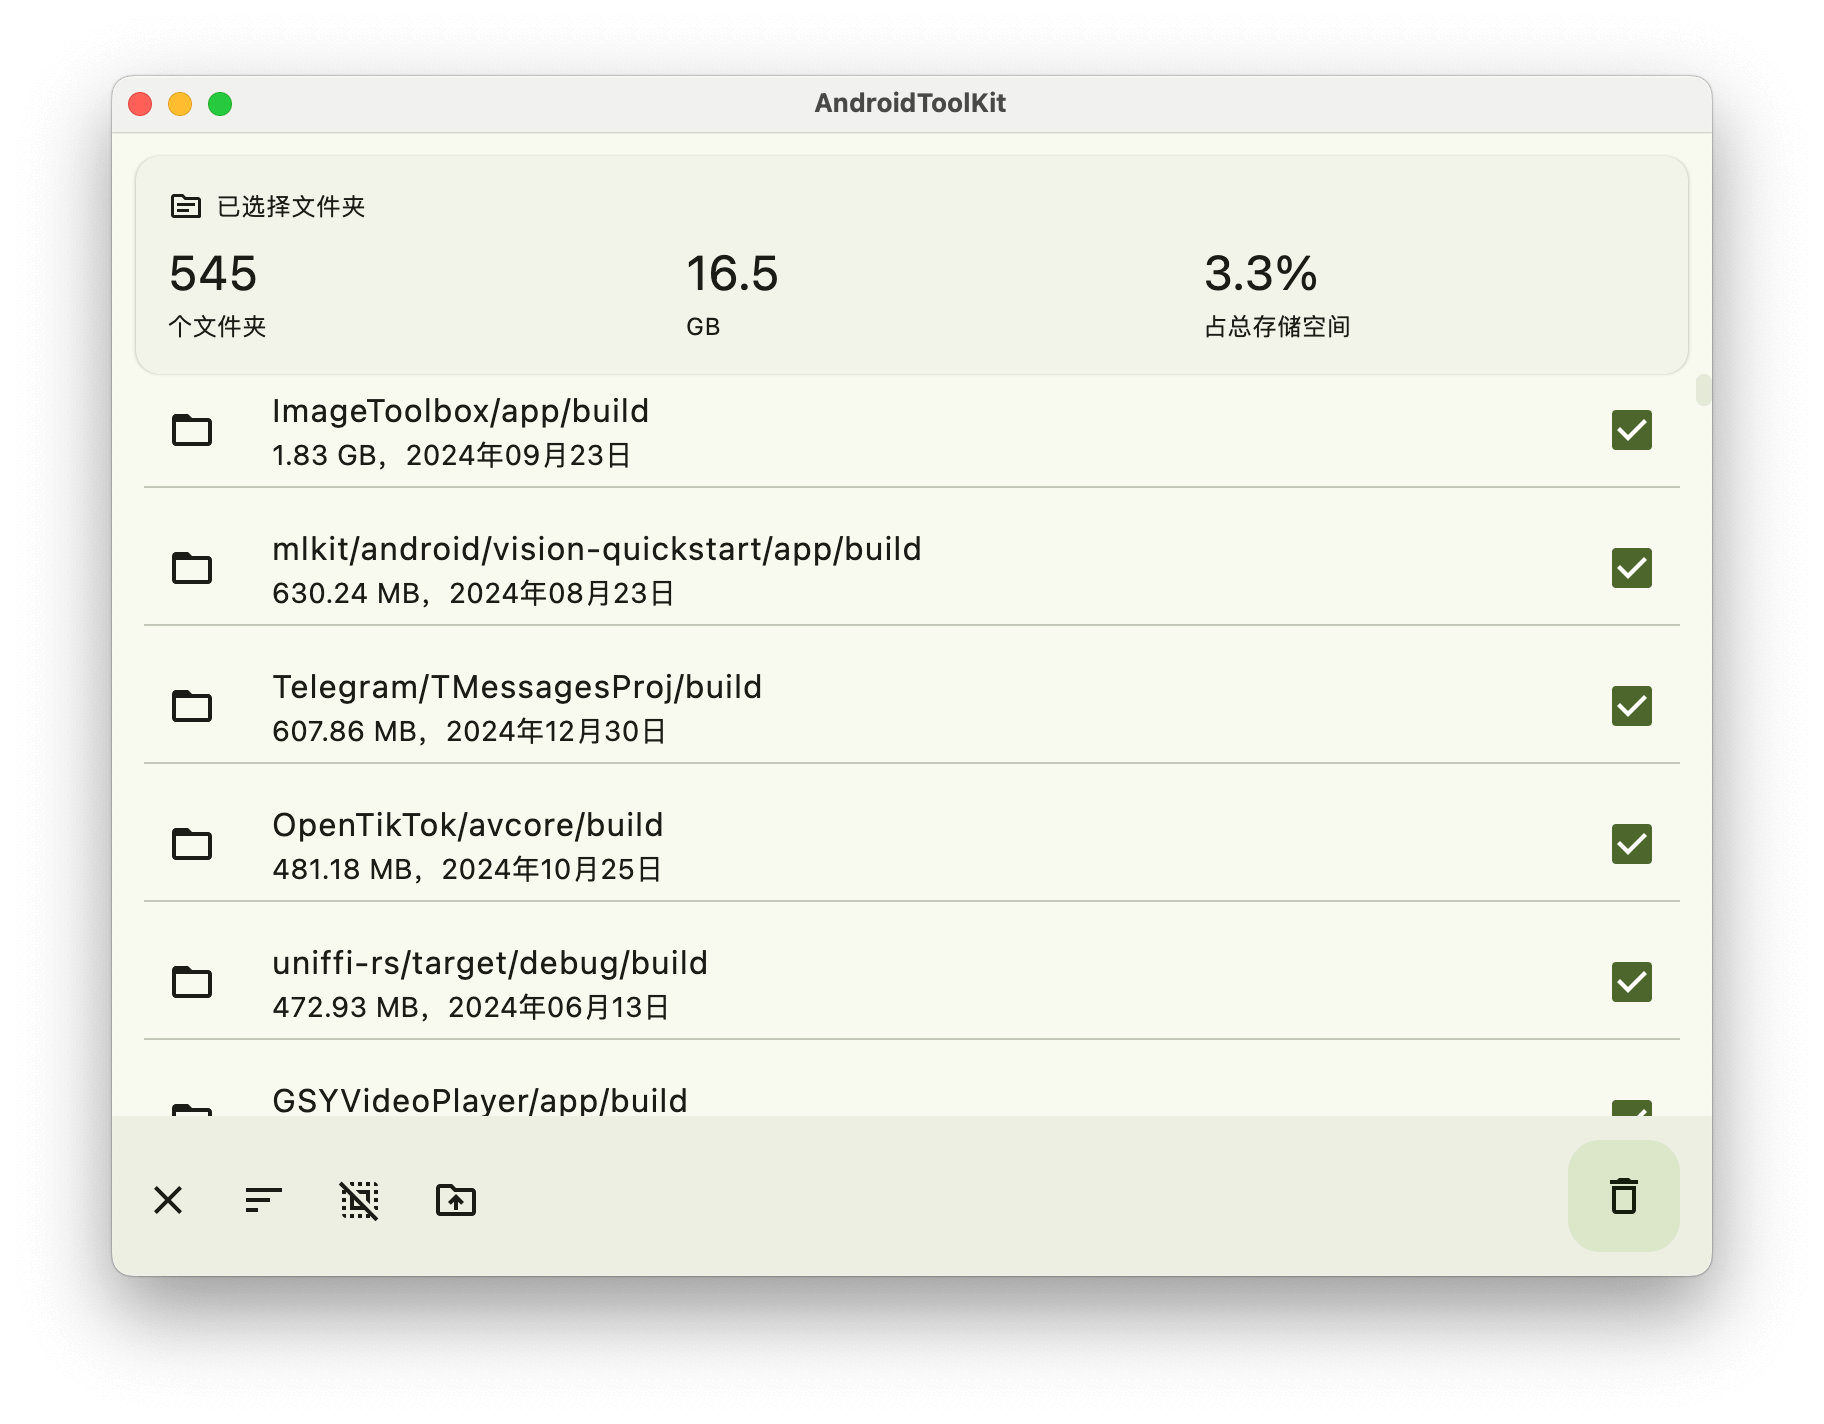 AndroidToolKit
已选择文件夹
545
16.5
3.3%
个文件夹
GB
占总存储空间
ImageToolbox/app/build
1.83 GB，2024年09月23日
mlkit/android/vision-quickstart/app/build
630.24 MB，2024年08月23日
Telegram/TMessagesProj/build
607.86 MB，2024年12月30日
OpenTikTok/avcore/build
481.18 MB，2024年10月25日
uniffi-rs/target/debug/build
472.93 MB，2024年06月13日
GSYVideoPlayer/app/build